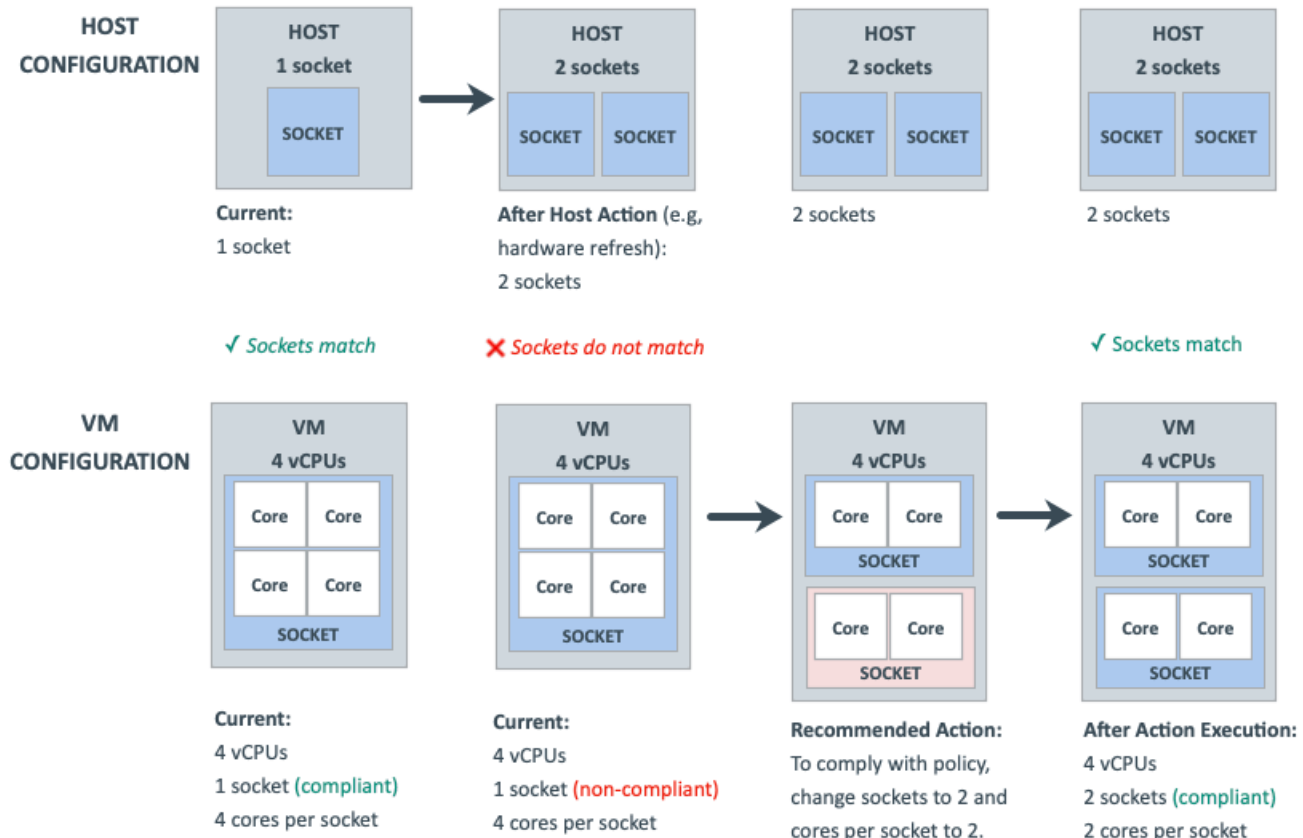 HOST
CONFIGURATION
HOST
1 socket
SOCKET
Current:
1 socket
HOST
2 sockets
SOCKET SOCKET
After Host Action (e.g,
hardware refresh):
2 sockets
HOST
2 sockets
SOCKET SOCKET
2 sockets
HOST
2 sockets
SOCKET SOCKET
2 sockets
✓ Sockets match
✗ Sockets do not match
✓ Sockets match
VM
CONFIGURATION
VM
4 vCPUs
Core Core
Core Core
SOCKET
Current:
4 vCPUs
1 socket (compliant)
4 cores per socket
VM
4 vCPUs
Core Core
Core Core
SOCKET
Current:
4 vCPUs
1 socket (non-compliant)
4 cores per socket
VM
4 vCPUs
Core Core
SOCKET
Core Core
SOCKET
Recommended Action:
To comply with policy,
change sockets to 2 and
cores per socket to 2.
VM
4 vCPUs
Core Core
SOCKET
Core Core
SOCKET
After Action Execution:
4 vCPUs
2 sockets (compliant)
2 cores per socket